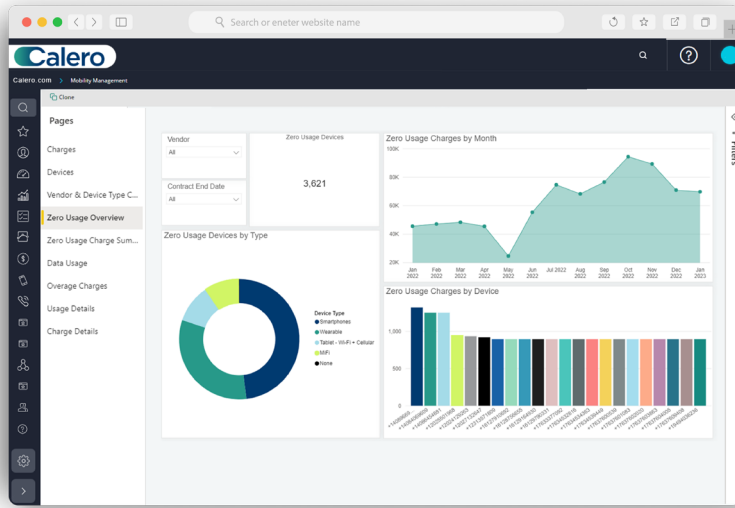 Search or eneter website name
Calero
Calero.com > Mobility Management
Clone
Pages
Charges
Devices
Vendor & Device Type C...
Zero Usage Overview
Zero Usage Charge Sum...
Data Usage
Overage Charges
Usage Details
Charge Details
Vendor
All
Contract End Date
All
Zero Usage Devices
3,621
Zero Usage Charges by Month
100K
80K
60K
40K
20K
Jan 2022 Feb 2022 Mar 2022 Apr 2022 May 2022 Jun 2022 Jul 2022 Aug 2022 Sep 2022 Oct 2022 Nov 2022 Dec 2022 Jan 2023
Zero Usage Devices by Type
Device Type
Smartphones
Wearable
Tablet - Wi-Fi + Cellular
MiFi
None
Zero Usage Charges by Device
1,000
500
0
Filters